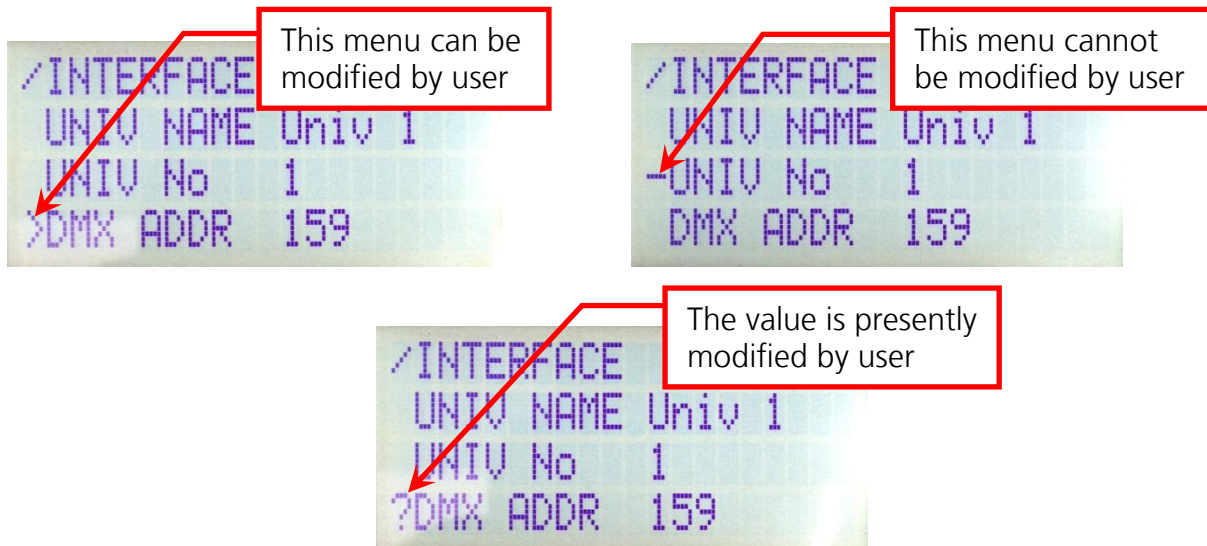 This menu can be
modified by user
/INTERFACE
UNIV NAME Univ 1
UNIV No 1
>DMX ADDR 159
This menu cannot
be modified by user
/INTERFACE
UNIV NAME Univ 1
-UNIV No 1
DMX ADDR 159
The value is presently
modified by user
/INTERFACE
UNIV NAME Univ 1
UNIV No 1
?DMX ADDR 159